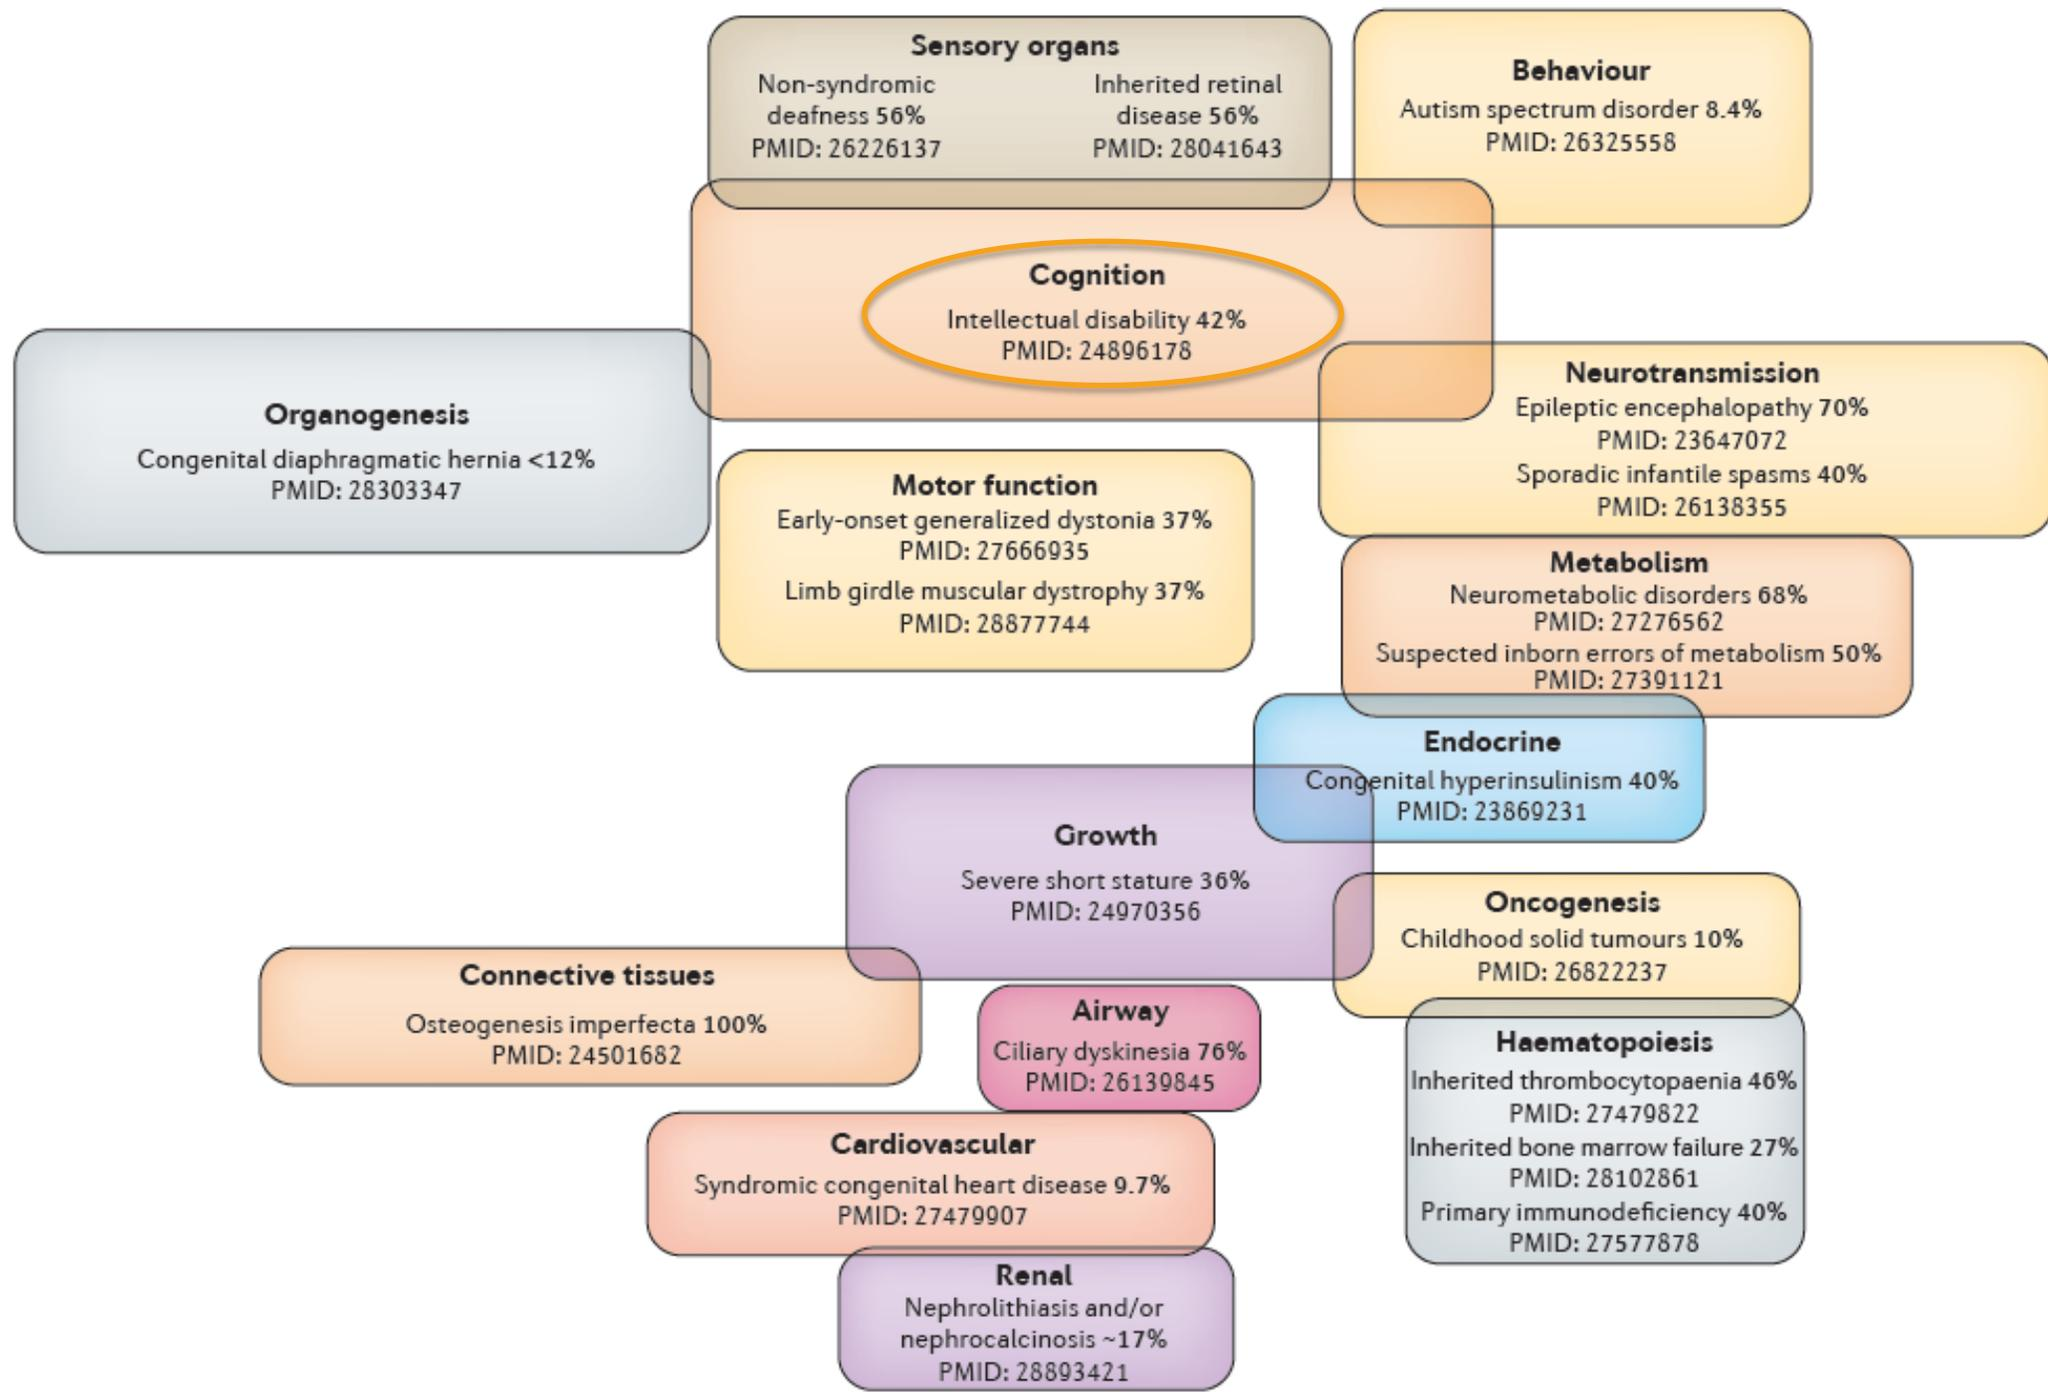 Sensory organs
Non-syndromic
deafness 56%
PMID: 26226137
Inherited retinal
disease 56%
PMID: 28041643
Behaviour
Autism spectrum disorder 8.4%
PMID: 26325558
Cognition
Intellectual disability 42%
PMID: 24896178
Organogenesis
Congenital diaphragmatic hernia <12%
PMID: 28303347
Neurotransmission
Epileptic encephalopathy 70%
PMID: 23647072
Sporadic infantile spasms 40%
PMID: 26138355
Motor function
Early-onset generalized dystonia 37%
PMID: 27666935
Limb girdle muscular dystrophy 37%
PMID: 28877744
Metabolism
Neurometabolic disorders 68%
PMID: 27276562
Suspected inborn errors of metabolism 50%
PMID: 27391121
Endocrine
Congenital hyperinsulinism 40%
PMID: 23869231
Growth
Severe short stature 36%
PMID: 24970356
Oncogenesis
Childhood solid tumours 10%
PMID: 26822237
Connective tissues
Osteogenesis imperfecta 100%
PMID: 24501682
Airway
Ciliary dyskinesia 76%
PMID: 26139845
Haematopoiesis
Inherited thrombocytopaenia 46%
PMID: 27479822
Inherited bone marrow failure 27%
PMID: 28102861
Primary immunodeficiency 40%
PMID: 27577878
Cardiovascular
Syndromic congenital heart disease 9.7%
PMID: 27479907
Renal
Nephrolithiasis and/or
nephrocalcinosis ~17%
PMID: 28893421